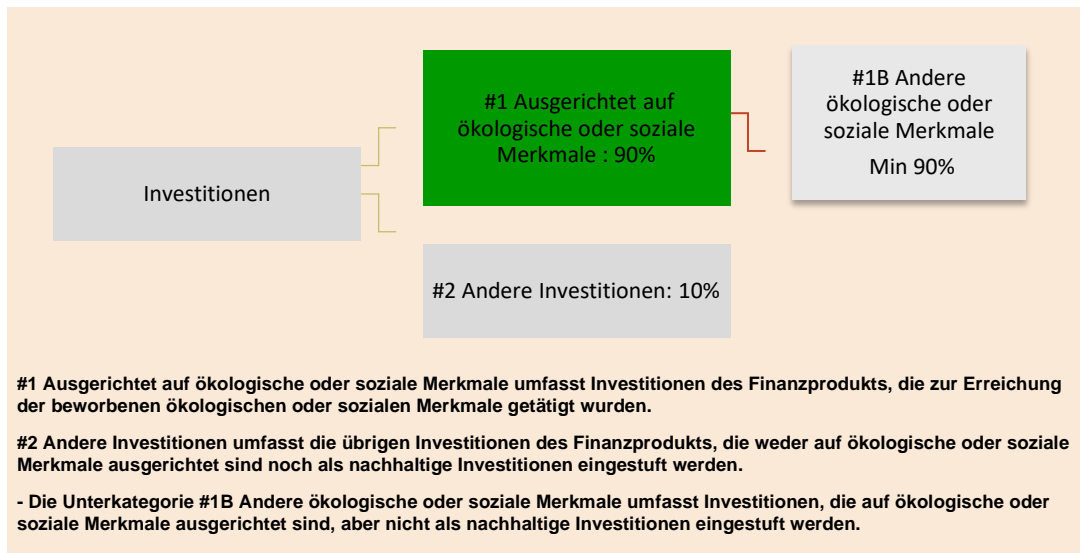 #1 Ausgerichtet auf
ökologische oder soziale
Merkmale : 90%
#1B Andere
ökologische oder
soziale Merkmale
Min 90%
Investitionen
#2 Andere Investitionen: 10%
#1 Ausgerichtet auf ökologische oder soziale Merkmale umfasst Investitionen des Finanzprodukts, die zur Erreichung
der beworbenen ökologischen oder sozialen Merkmale getätigt wurden.
#2 Andere Investitionen umfasst die übrigen Investitionen des Finanzprodukts, die weder auf ökologische oder soziale
Merkmale ausgerichtet sind noch als nachhaltige Investitionen eingestuft werden.
- Die Unterkategorie #1B Andere ökologische oder soziale Merkmale umfasst Investitionen, die auf ökologische oder
soziale Merkmale ausgerichtet sind, aber nicht als nachhaltige Investitionen eingestuft werden.